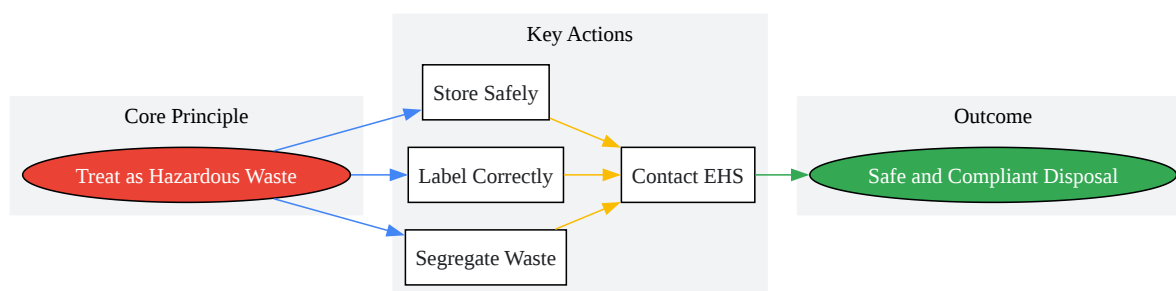 Key Actions
Core Principle
Outcome
Store Safely
Treat as Hazardous Waste
Label Correctly
Contact EHS
Safe and Compliant Disposal
Segregate Waste